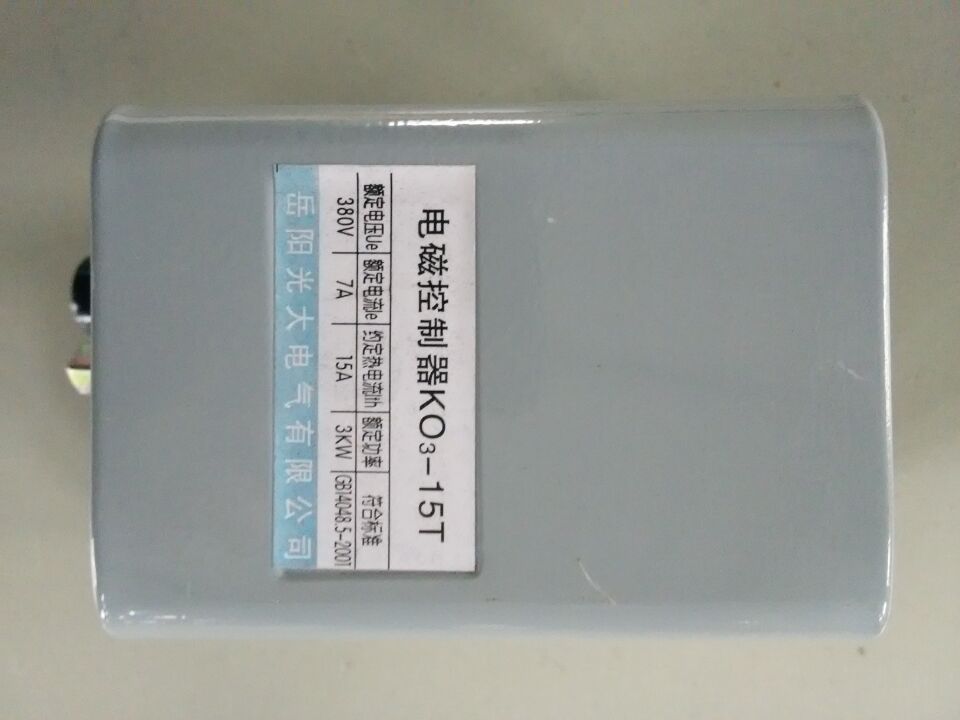 电磁控制器KO3-15T
额定电压Ue 额定电流Ie 约定热电流Ith 额定功率 符合标准
380V 7A 15A 3KW GB14048.5-2001
岳阳光大电气有限公司